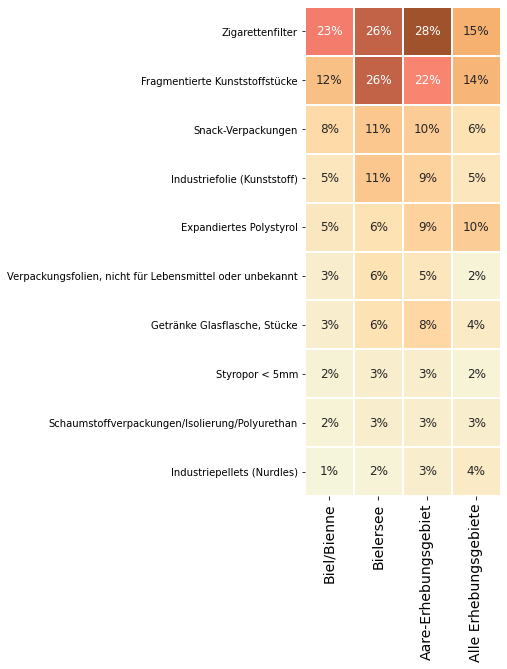 Zigarettenfilter 23% 26% 28% 15%
Fragmentierte Kunststoffstücke 12% 26% 22% 14%
Snack-Verpackungen 8% 11% 10% 6%
Industriefolie (Kunststoff) 5% 11% 9% 5%
Expandiertes Polystyrol 5% 6% 9% 10%
Verpackungsfolien, nicht für Lebensmittel oder unbekannt 3% 6% 5% 2%
Getränke Glasflasche, Stücke 3% 6% 8% 4%
Styropor < 5mm 2% 3% 3% 2%
Schaumstoffverpackungen/Isolierung/Polyurethan 2% 3% 3% 3%
Industriepellets (Nurdles) 1% 2% 3% 4%
Biel/Bienne
Bielersee
Aare-Erhebungsgebiet
Alle Erhebungsgebiete